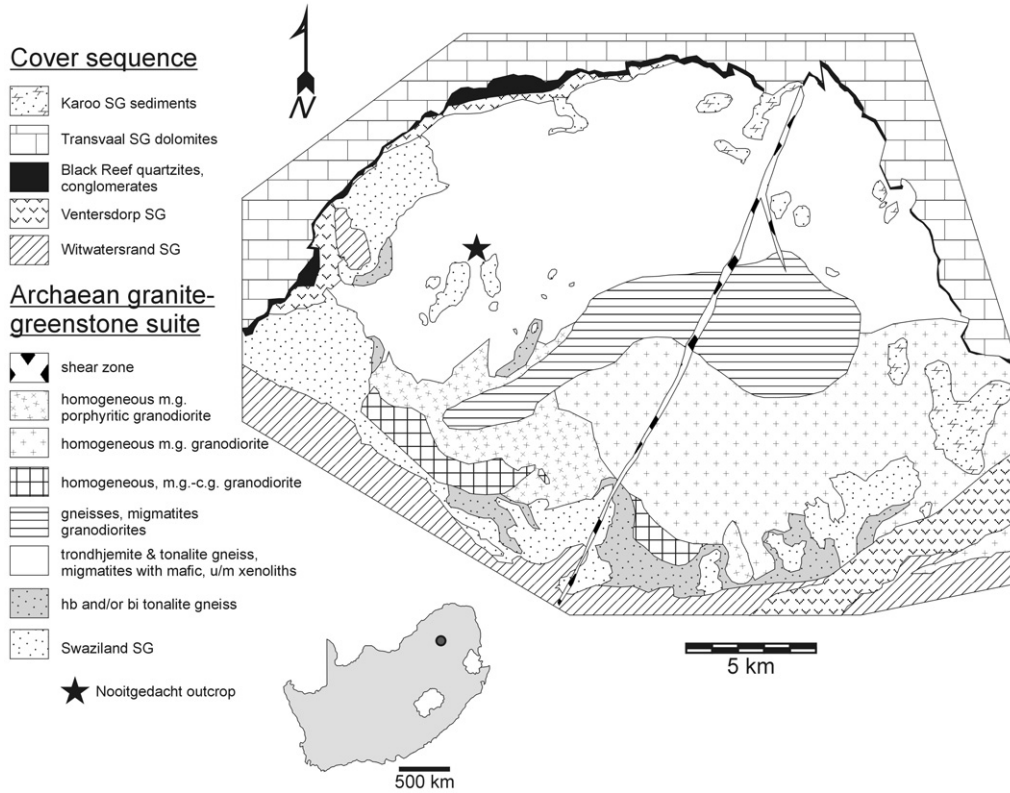 Cover sequence
Karoo SG sediments
Transvaal SG dolomites
Black Reef quartzites,
conglomerates
Ventersdorp SG
Witwatersrand SG
Archaean granite-
greenstone suite
shear zone
homogeneous m.g.
porphyritic granodiorite
homogeneous m.g. granodiorite
homogeneous, m.g.-c.g. granodiorite
gneisses, migmatites
granodiorites
trondhjemite & tonalite gneiss,
migmatites with mafic, u/m xenoliths
hb and/or bi tonalite gneiss
Swaziland SG
Nooitgedacht outcrop
N
5 km
500 km